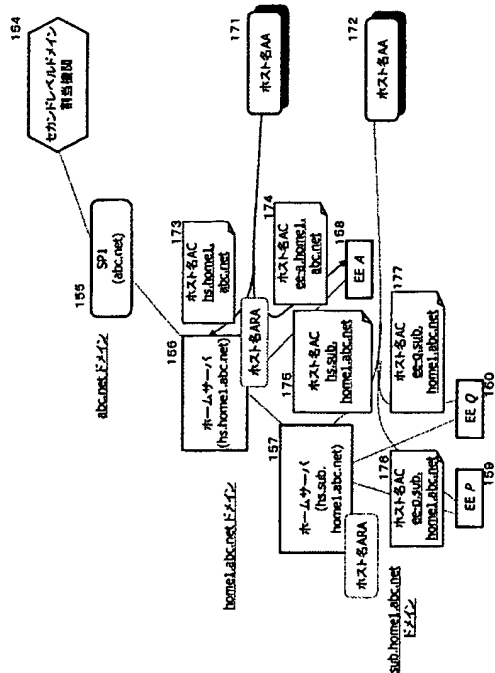 164
セカンドレベルドメイン
割当機関
155
SP1
(abc.net)
abc.net ドメイン
171
ホスト名AA
172
ホスト名AA
156
ホームサーバ
(hs.home1.abc.net)
ホスト名ARA
173
ホスト名AC
hs.home1.
abc.net
174
ホスト名AC
ee-a.home1.
abc.net
158
EE A
home1.abc.net ドメイン
157
ホームサーバ
(hs.sub.
home1.abc.net)
ホスト名ARA
175
ホスト名AC
hs.sub.
home1.abc.net
176
ホスト名AC
ee-p.sub.
home1.abc.net
177
ホスト名AC
ee-q.sub.
home1.abc.net
159
EE P
160
EE Q
sub.home1.abc.net
ドメイン